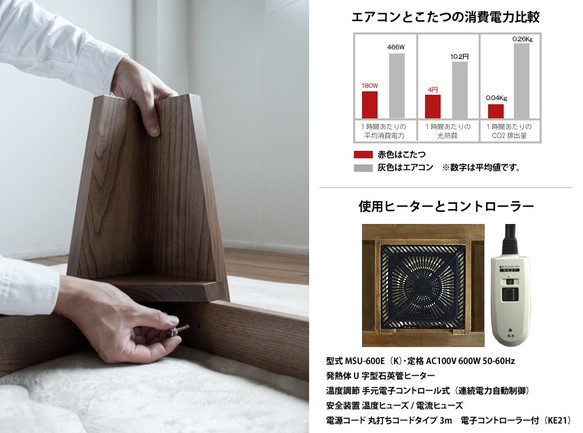 エアコンとこたつの消費電力比較
466W
180W
10.2円
4円
0.26Kg
0.04Kg
1時間あたりの
平均消費電力
1時間あたりの
光熱費
1時間あたりの
CO2排出量
赤色はこたつ
灰色はエアコン ※数字は平均値です。
使用ヒーターとコントローラー
KE21
型式 MSU-600E（K）・定格 AC100V 600W 50-60Hz
発熱体 U字型石英管ヒーター
温度調節 手元電子コントロール式（連続電力自動制御）
安全装置 温度ヒューズ / 電流ヒューズ
電源コード 丸打ちコードタイプ 3m 電子コントローラー付（KE21）